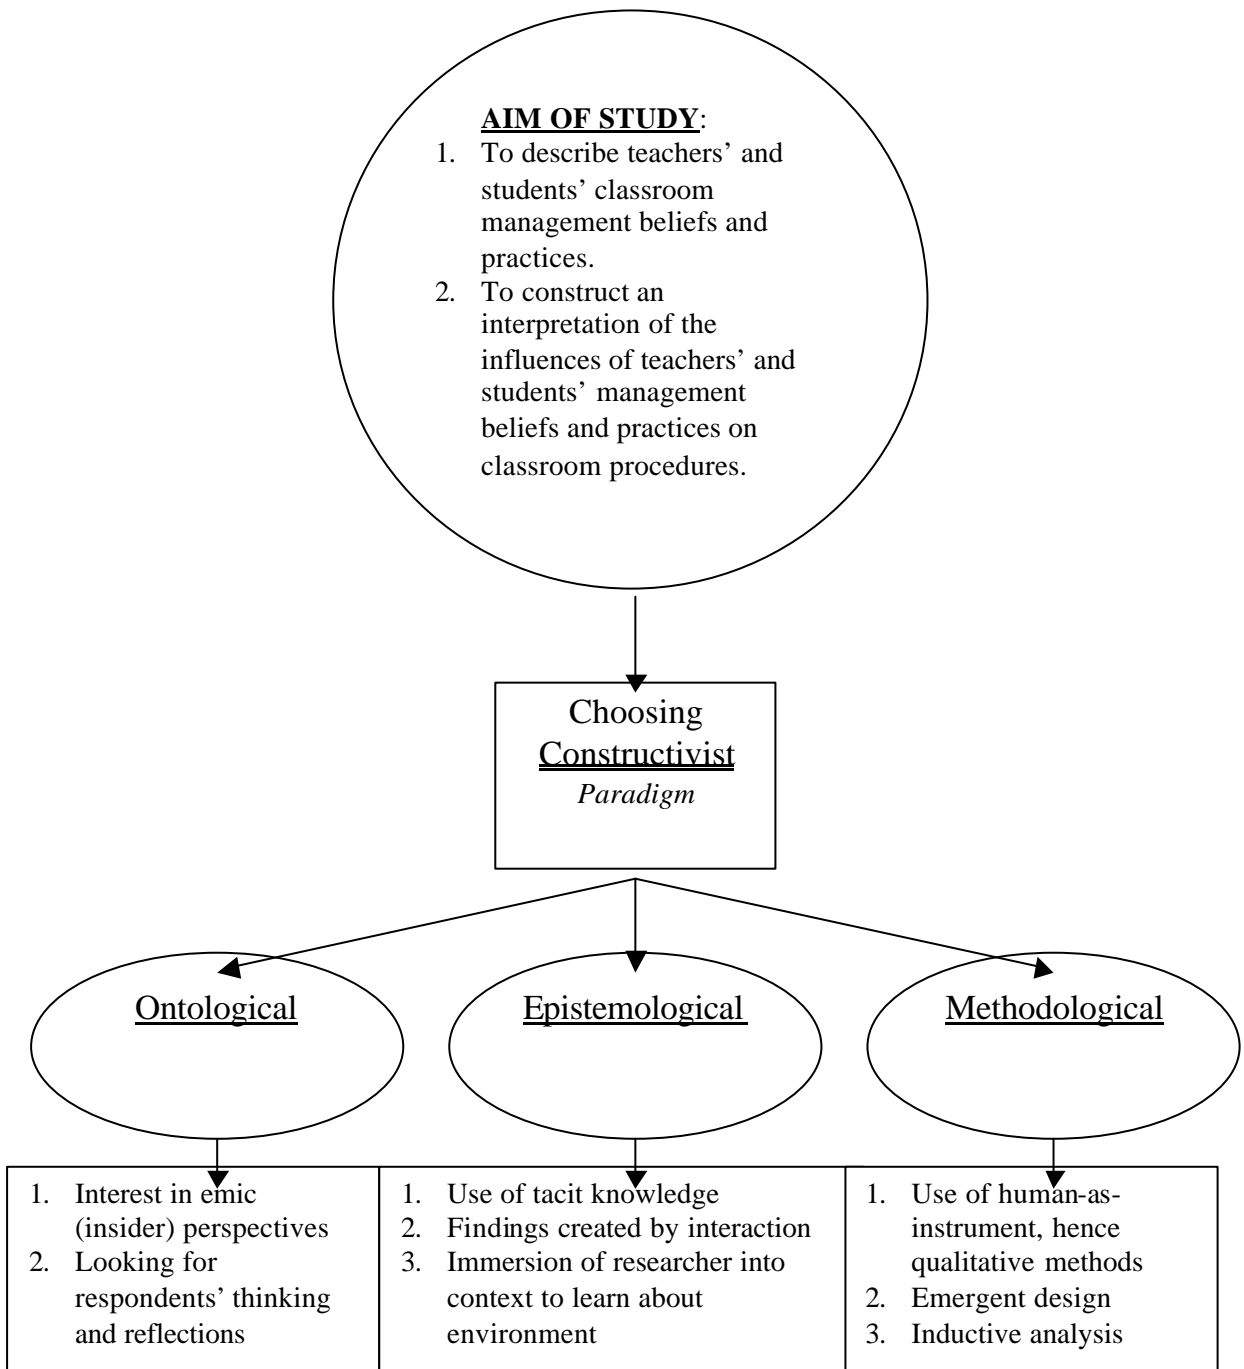 AIM OF STUDY:
1. To describe teachers’ and
students’ classroom
management beliefs and
practices.
2. To construct an
interpretation of the
influences of teachers’ and
students’ management
beliefs and practices on
classroom procedures.
Choosing
Constructivist
Paradigm
Ontological
Epistemological
Methodological
1. Interest in emic
(insider) perspectives
2. Looking for
respondents’ thinking
and reflections
1. Use of tacit knowledge
2. Findings created by interaction
3. Immersion of researcher into
context to learn about
environment
1. Use of human-as-
instrument, hence
qualitative methods
2. Emergent design
3. Inductive analysis